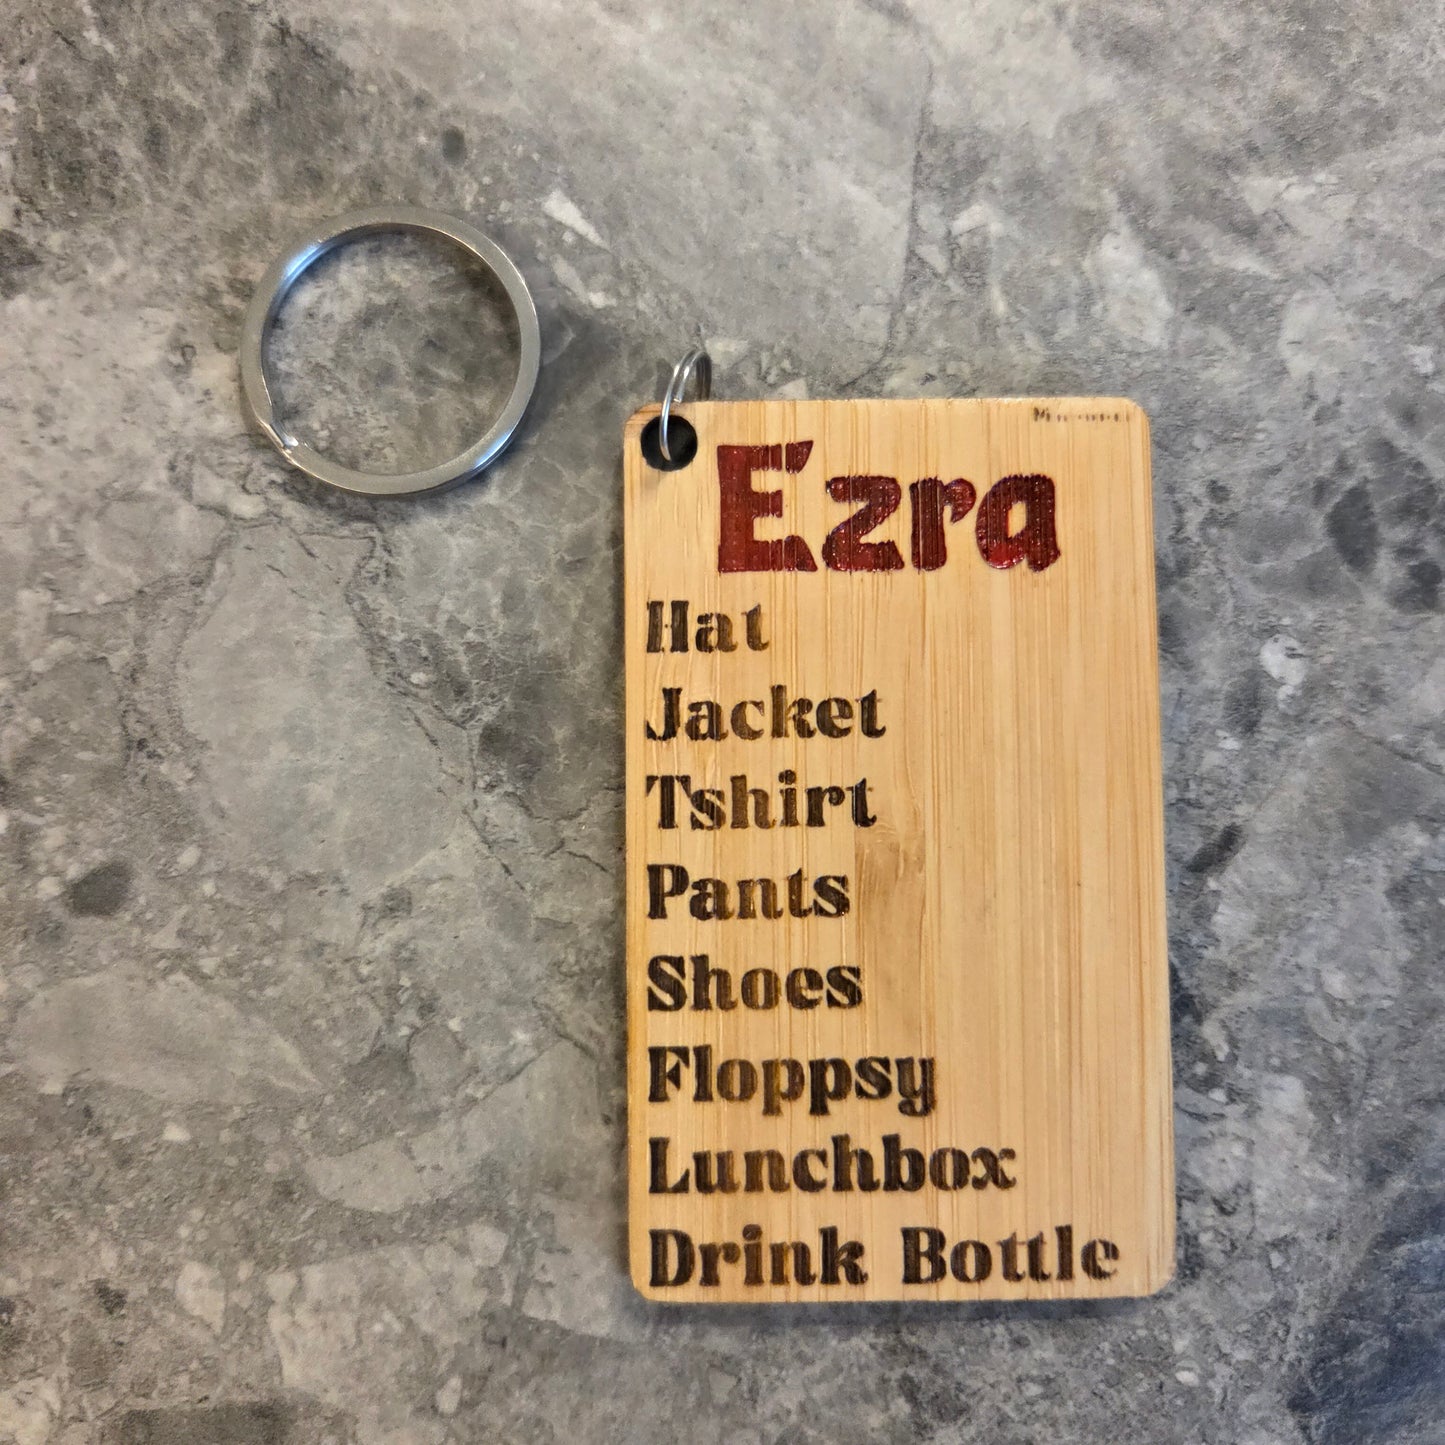 Ezra
Hat
Jacket
Tshirt
Pants
Shoes
Floppsy
Lunchbox
Drink Bottle